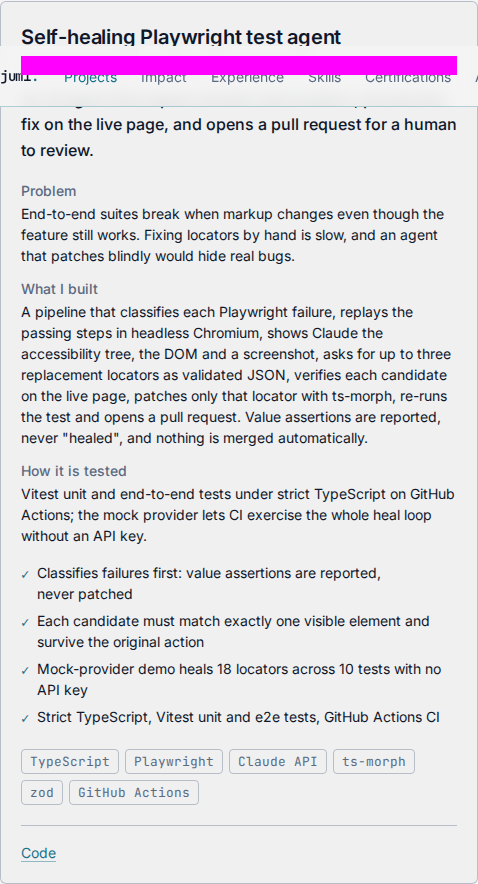 Self-healing Playwright test agent
Projects Impact Experience Skills Certifications
fix on the live page, and opens a pull request for a human
to review.
Problem
End-to-end suites break when markup changes even though the
feature still works. Fixing locators by hand is slow, and an agent
that patches blindly would hide real bugs.
What I built
A pipeline that classifies each Playwright failure, replays the
passing steps in headless Chromium, shows Claude the
accessibility tree, the DOM and a screenshot, asks for up to three
replacement locators as validated JSON, verifies each candidate
on the live page, patches only that locator with ts-morph, re-runs
the test and opens a pull request. Value assertions are reported,
never "healed", and nothing is merged automatically.
How it is tested
Vitest unit and end-to-end tests under strict TypeScript on GitHub
Actions; the mock provider lets CI exercise the whole heal loop
without an API key.
✓ Classifies failures first: value assertions are reported,
never patched
✓ Each candidate must match exactly one visible element and
survive the original action
✓ Mock-provider demo heals 18 locators across 10 tests with no
API key
✓ Strict TypeScript, Vitest unit and e2e tests, GitHub Actions CI
TypeScript Playwright Claude API ts-morph
zod GitHub Actions
Code